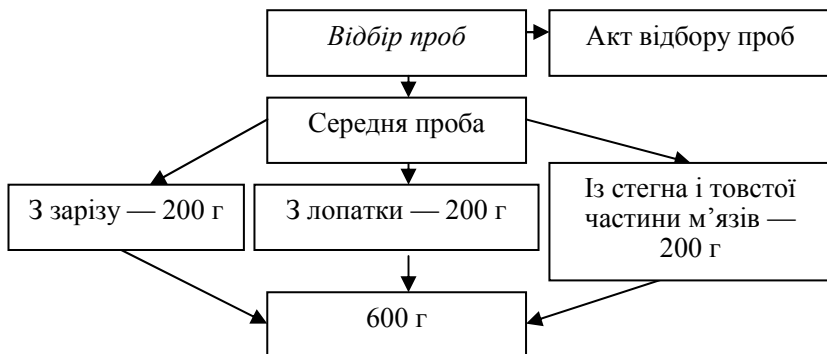 Відбір проб
Акт відбору проб
Середня проба
З зарізу — 200 г
З лопатки — 200 г
Із стегна і товстої
частини м’язів —
200 г
600 г